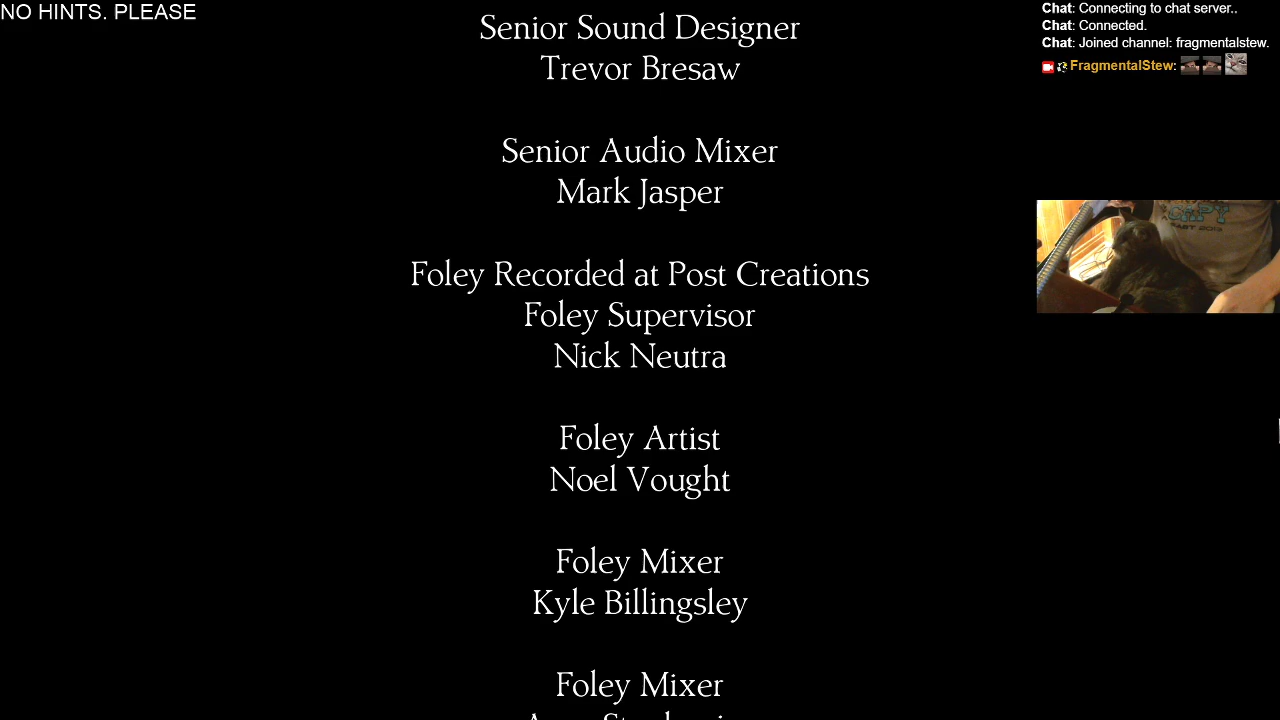 NO HINTS. PLEASE
Senior Sound Designer
Trevor Bresaw
Senior Audio Mixer
Mark Jasper
Foley Recorded at Post Creations
Foley Supervisor
Nick Neutra
Foley Artist
Noel Vought
Foley Mixer
Kyle Billingsley
Foley Mixer
Chat: Connecting to chat server..
Chat: Connected.
Chat: Joined channel: fragmentalstew.
FragmentalStew:
CAPY